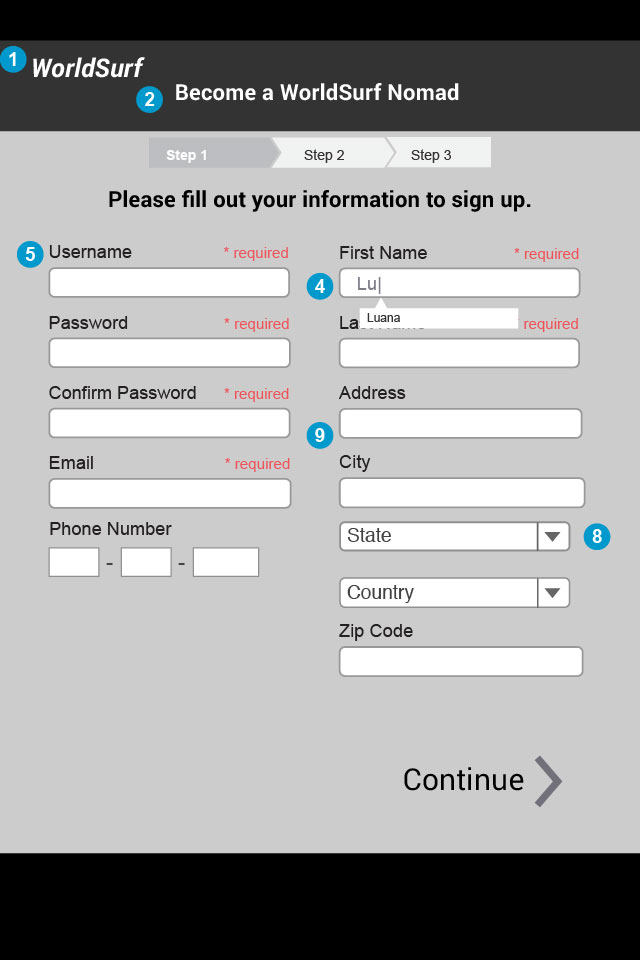 1
WorldSurf
2
Become a WorldSurf Nomad
Step 1 Step 2 Step 3
Please fill out your information to sign up.
5
Username * required
Password * required
Confirm Password * required
Email * required
Phone Number
- -
First Name * required
4
Lu|
Luana
required
Address
9
City
State
8
Country
Zip Code
Continue